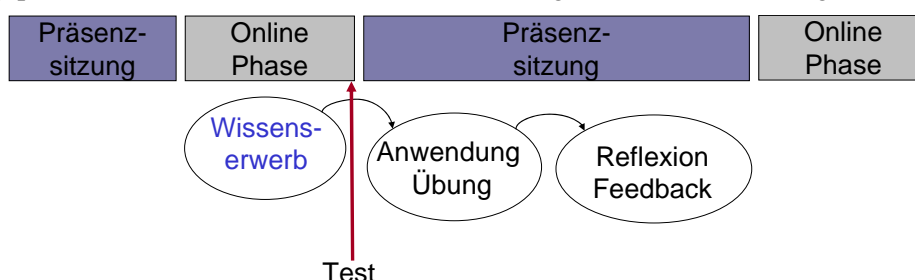 Präsenz-
sitzung
Online
Phase
Präsenz-
sitzung
Online
Phase
Wissens-
erwerb
Anwendung
Übung
Reflexion
Feedback
Test